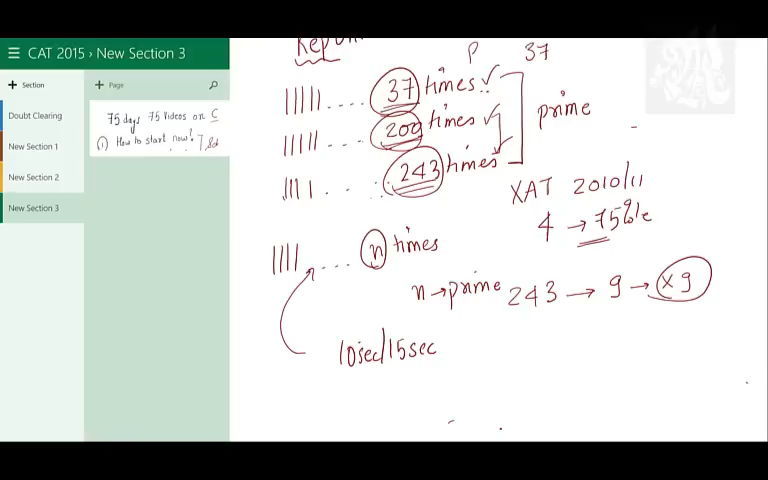 CAT 2015 › New Section 3
+ Section
+ Page
Doubt Clearing
New Section 1
New Section 2
New Section 3
75 days 75 Videos on C
(1) How to start now?
P 37
11111.... 37 times ✓
11111.... 200 times ✓
1111.... 243 times
prime
XAT 2010/11
4 → 75%le
1111.... n times
n → prime 243 → 9 → x 9
10sec/15sec